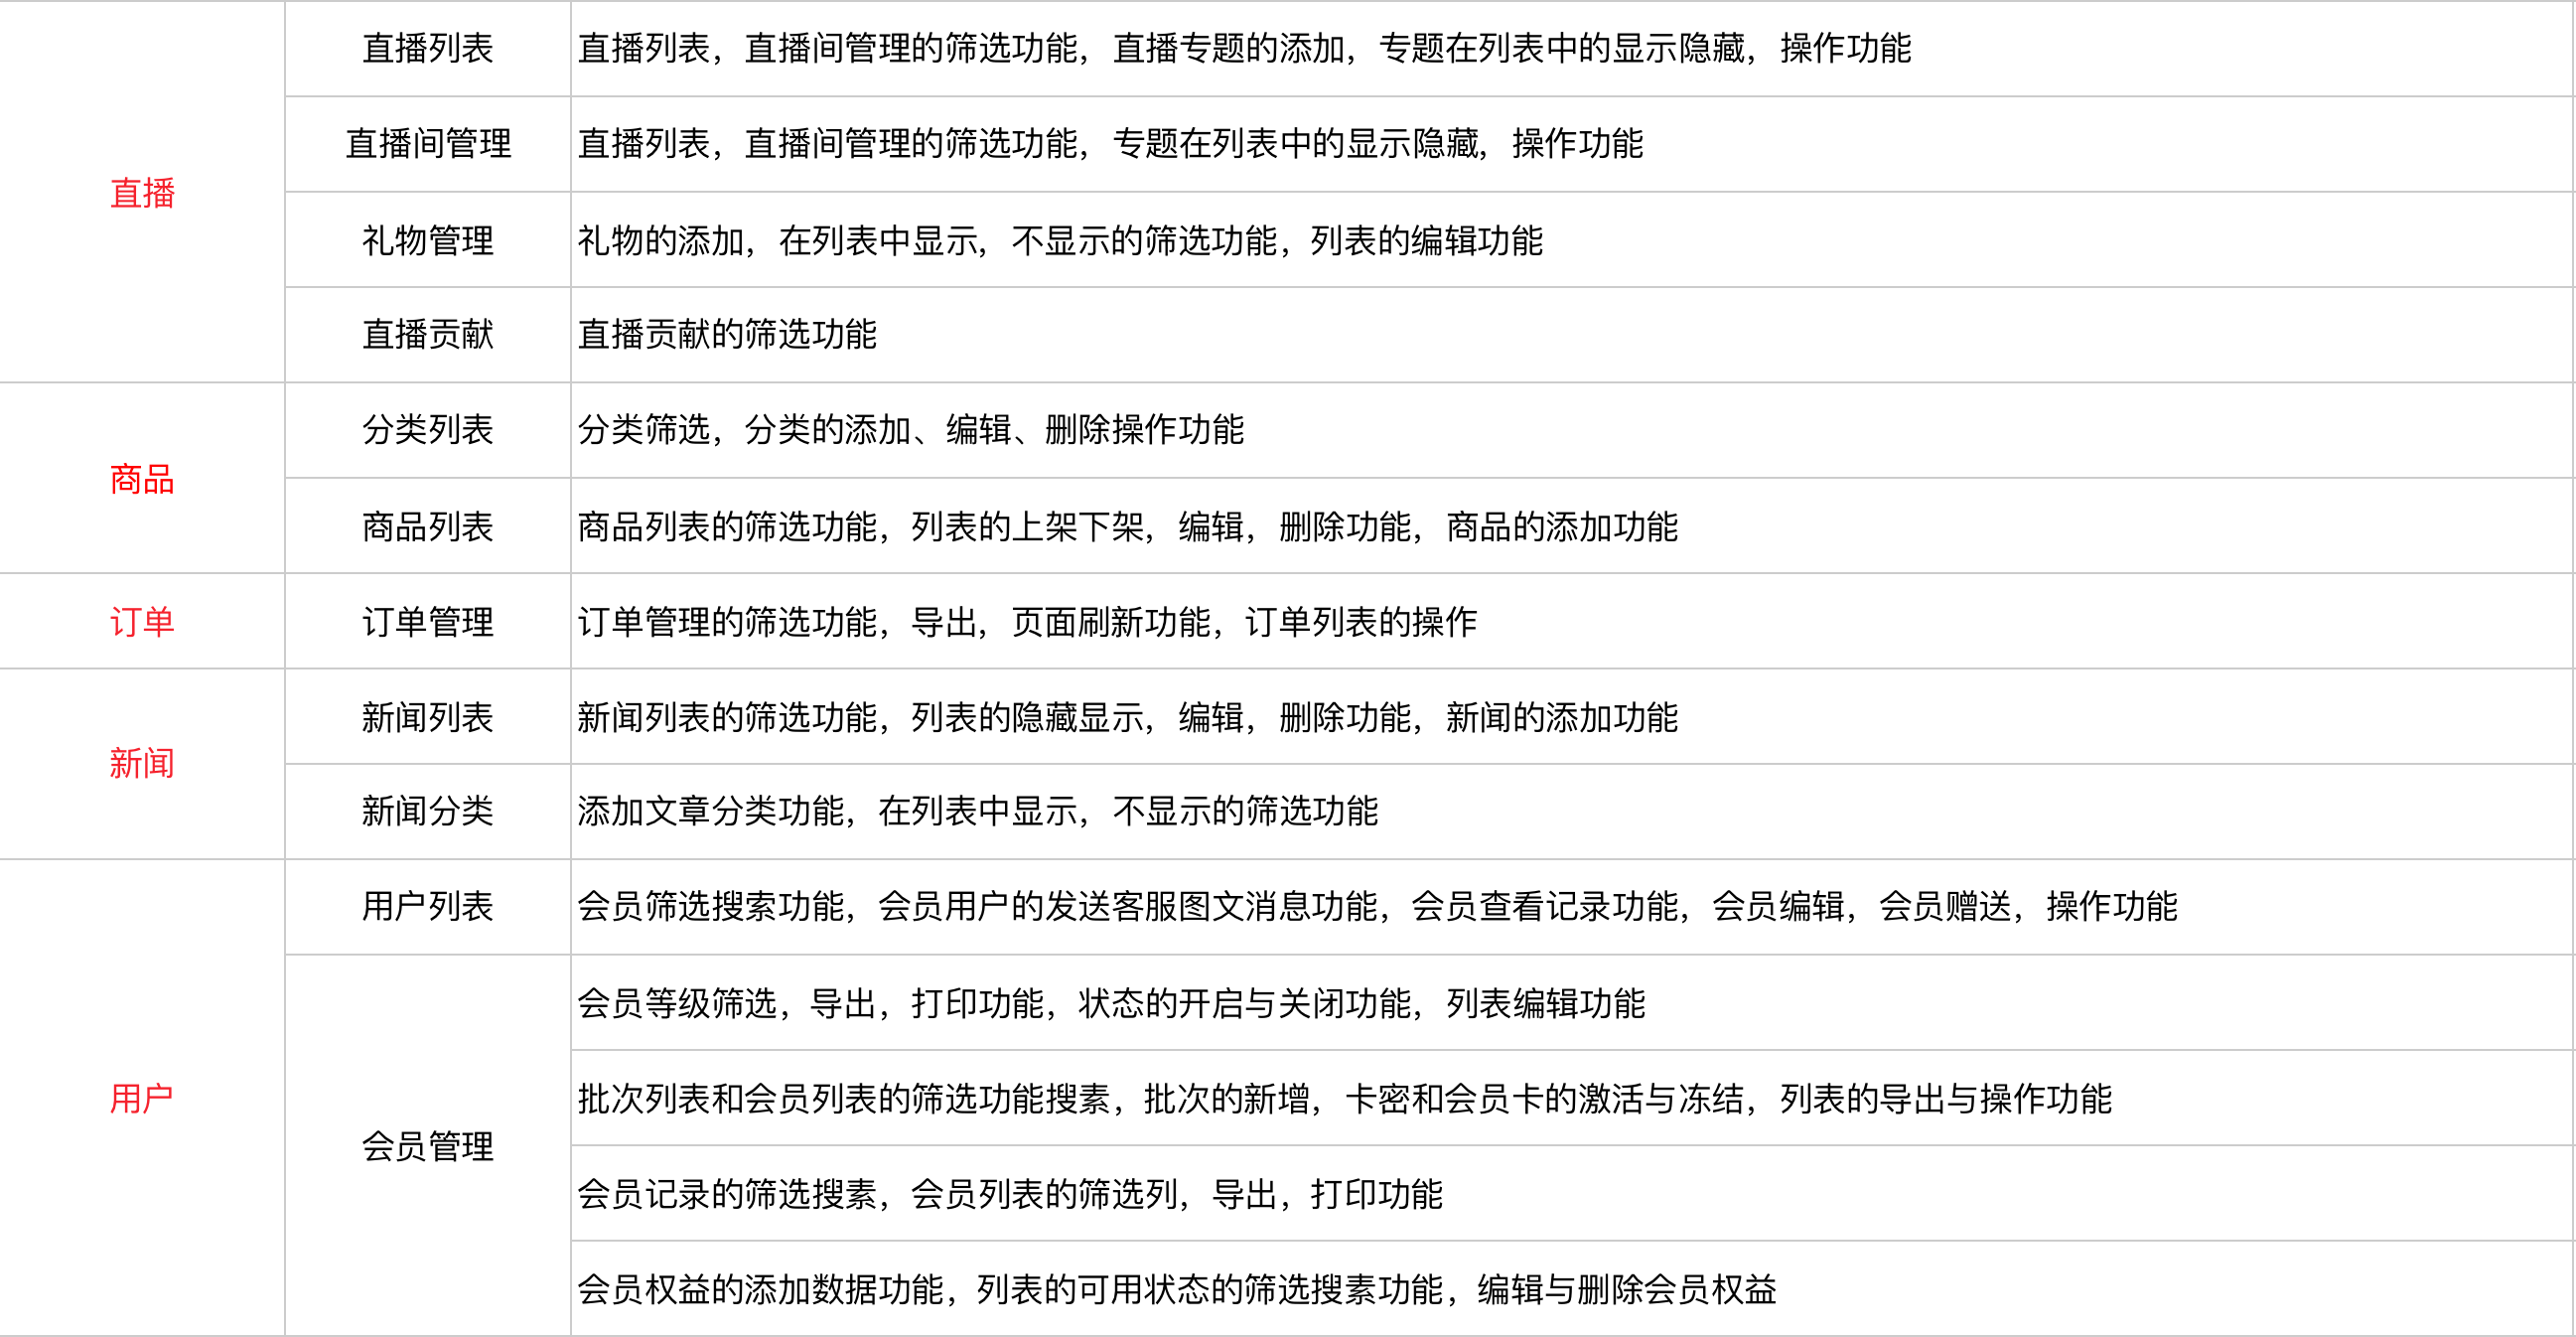 直播
直播列表
直播列表，直播间管理的筛选功能，直播专题的添加，专题在列表中的显示隐藏，操作功能
直播间管理
直播列表，直播间管理的筛选功能，专题在列表中的显示隐藏，操作功能
礼物管理
礼物的添加，在列表中显示，不显示的筛选功能，列表的编辑功能
直播贡献
直播贡献的筛选功能
商品
分类列表
分类筛选，分类的添加、编辑、删除操作功能
商品列表
商品列表的筛选功能，列表的上架下架，编辑，删除功能，商品的添加功能
订单
订单管理
订单管理的筛选功能，导出，页面刷新功能，订单列表的操作
新闻
新闻列表
新闻列表的筛选功能，列表的隐藏显示，编辑，删除功能，新闻的添加功能
新闻分类
添加文章分类功能，在列表中显示，不显示的筛选功能
用户
用户列表
会员筛选搜索功能，会员用户的发送客服图文消息功能，会员查看记录功能，会员编辑，会员赠送，操作功能
会员管理
会员等级筛选，导出，打印功能，状态的开启与关闭功能，列表编辑功能
批次列表和会员列表的筛选功能搜素，批次的新增，卡密和会员卡的激活与冻结，列表的导出与操作功能
会员记录的筛选搜素，会员列表的筛选列，导出，打印功能
会员权益的添加数据功能，列表的可用状态的筛选搜素功能，编辑与删除会员权益